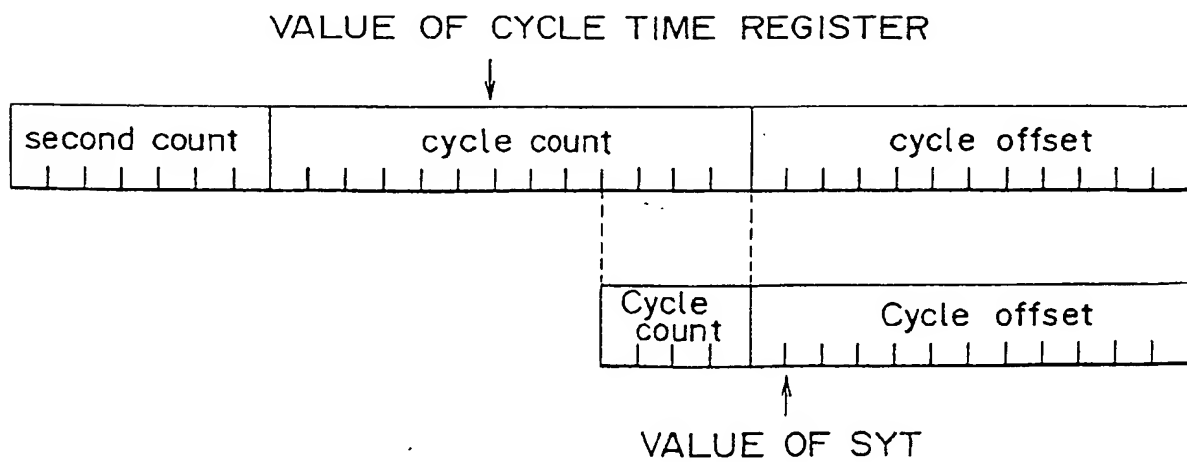 VALUE OF CYCLE TIME REGISTER
second count cycle count cycle offset
Cycle count Cycle offset
VALUE OF SYT